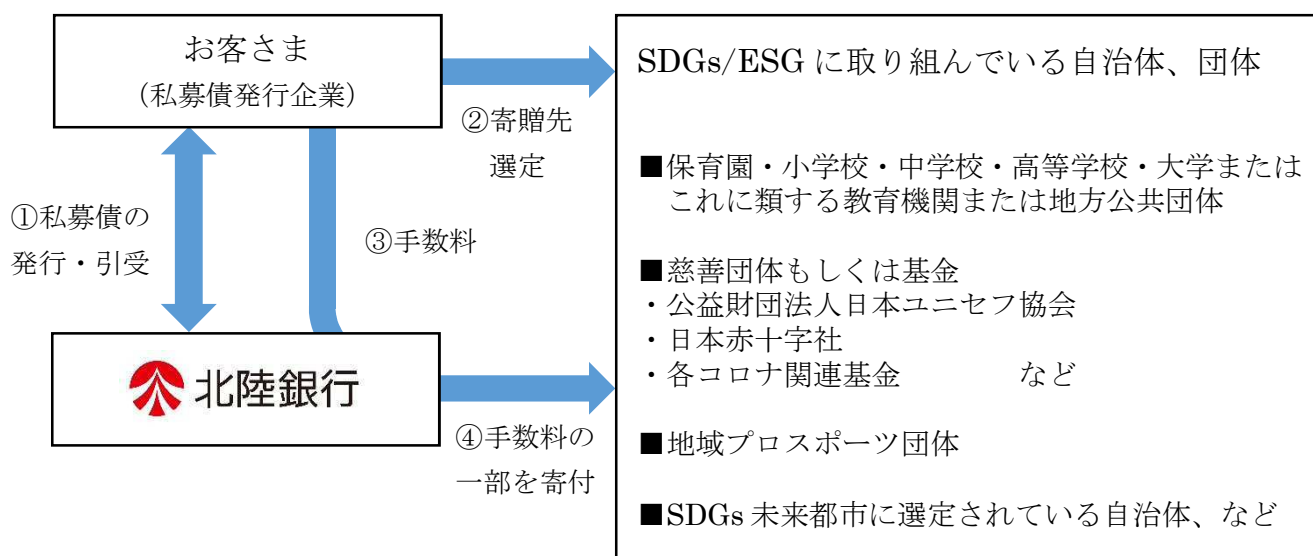 お客さま
（私募債発行企業）
②寄贈先
選定
①私募債の
発行・引受
③手数料
北陸銀行
④手数料の
一部を寄付
SDGs/ESG に取り組んでいる自治体、団体
■保育園・小学校・中学校・高等学校・大学または
これに類する教育機関または地方公共団体
■慈善団体もしくは基金
・公益財団法人日本ユニセフ協会
・日本赤十字社
・各コロナ関連基金　　　　など
■地域プロスポーツ団体
■SDGs 未来都市に選定されている自治体、など